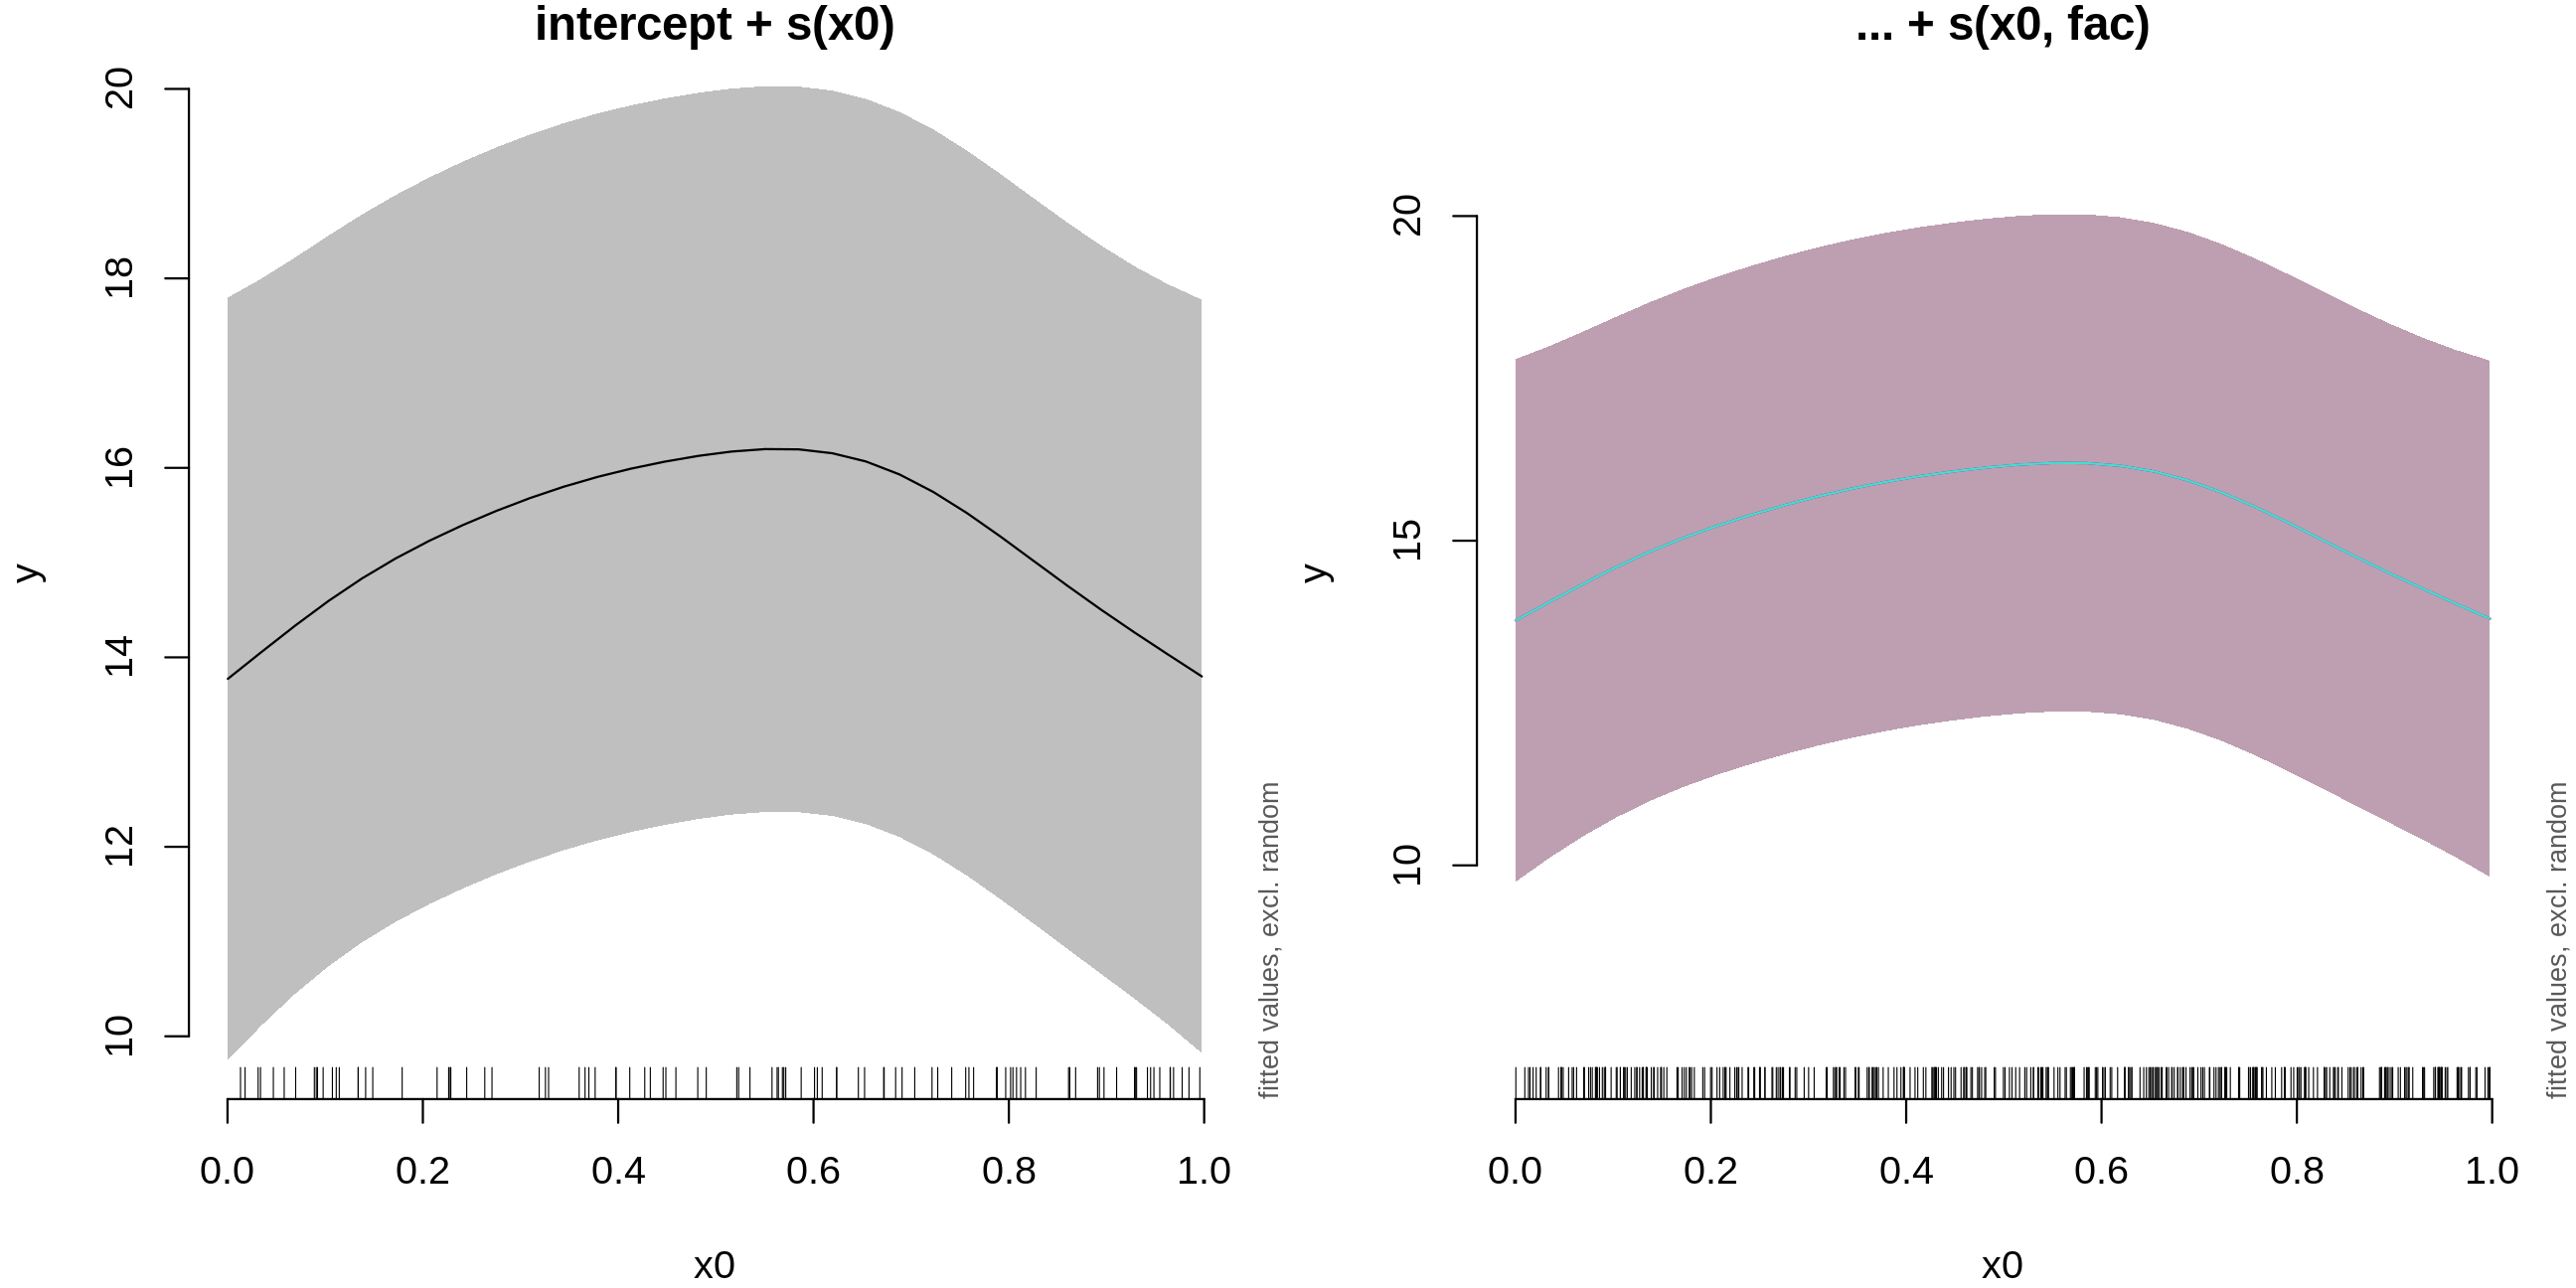 intercept + s(x0)
20
18
16
14
12
10
y
0.0 0.2 0.4 0.6 0.8 1.0
x0
fitted values, excl. random
... + s(x0, fac)
20
15
10
y
0.0 0.2 0.4 0.6 0.8 1.0
x0
fitted values, excl. random